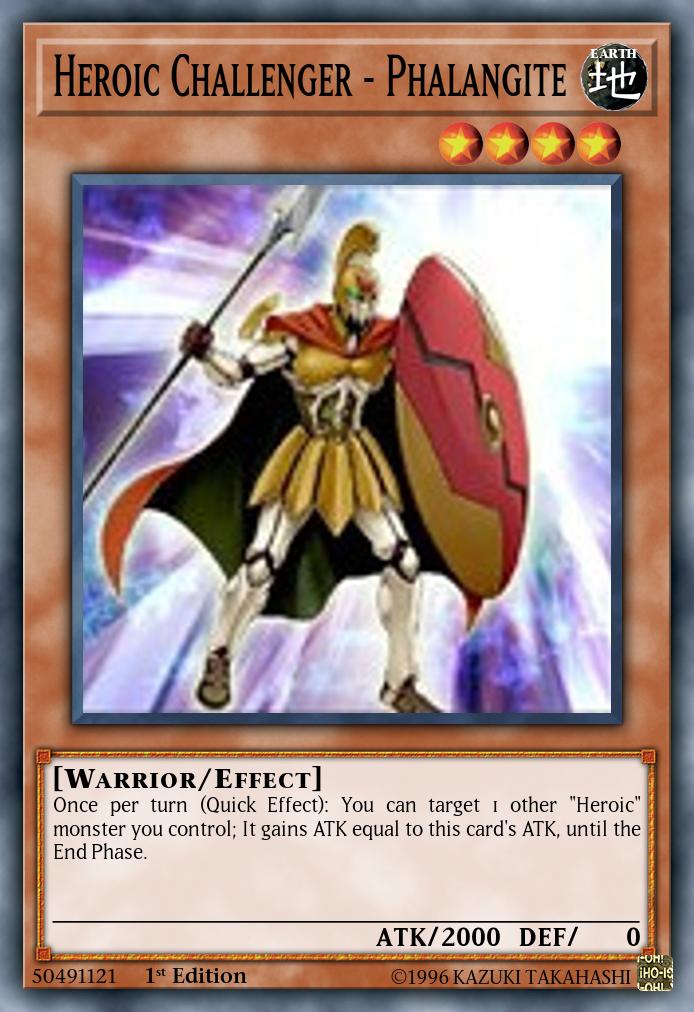 Heroic Challenger - Phalangite
EARTH
地
[Warrior/Effect]
Once per turn (Quick Effect): You can target 1 other "Heroic"
monster you control; It gains ATK equal to this card's ATK, until the
End Phase.
ATK/2000 DEF/ 0
50491121 1st Edition ©1996 KAZUKI TAKAHASHI